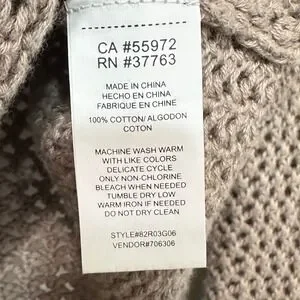 CA #55972
RN #37763
MADE IN CHINA
HECHO EN CHINA
FABRIQUE EN CHINE
100% COTTON/ ALGODON
COTON
MACHINE WASH WARM
WITH LIKE COLORS
DELICATE CYCLE
ONLY NON-CHLORINE
BLEACH WHEN NEEDED
TUMBLE DRY LOW
WARM IRON IF NEEDED
DO NOT DRY CLEAN
STYLE#82R03G06
VENDOR#706306